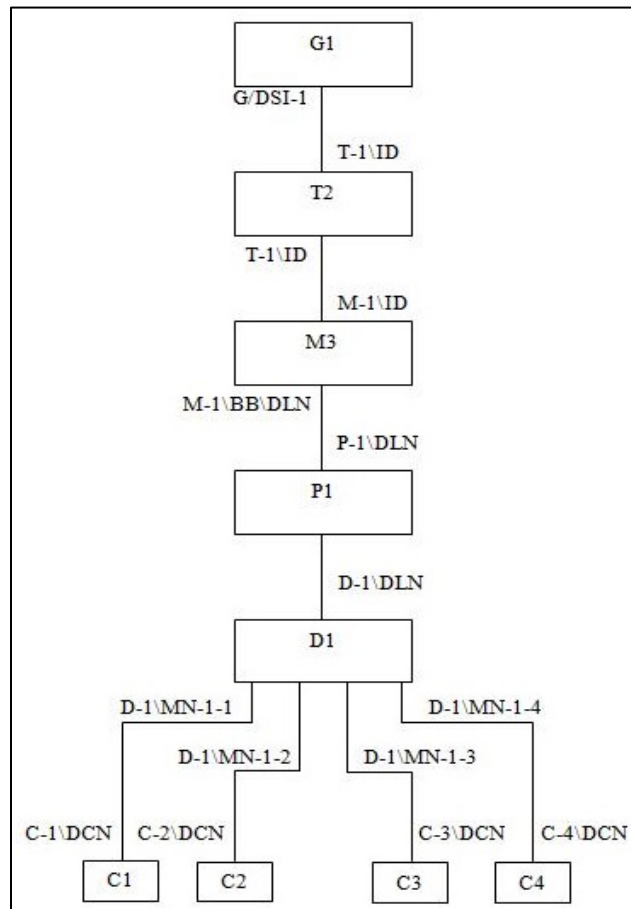 G1
G/DSI-1
T-1\ID
T2
T-1\ID
M-1\ID
M3
M-1\BB\DLN
P-1\DLN
P1
D-1\DLN
D1
D-1\MN-1-1
D-1\MN-1-4
D-1\MN-1-2
D-1\MN-1-3
C-1\DCN
C-2\DCN
C-3\DCN
C-4\DCN
C1
C2
C3
C4